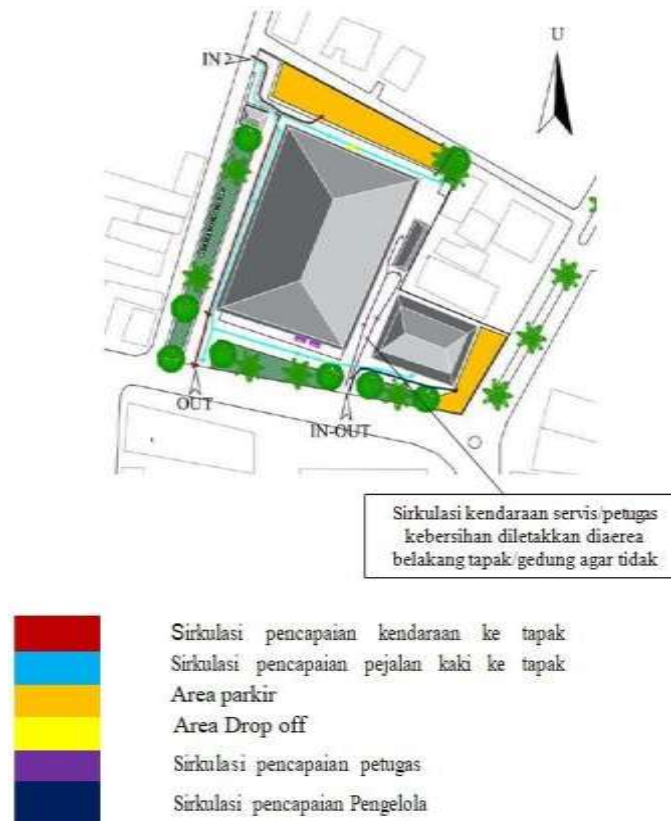 U
IN
OUT
IN-OUT
Sirkulasi kendaraan servis/petugas
kebersihan diletakkan diaerea
belakang tapak/gedung agar tidak
Sirkulasi pencapaian kendaraan ke tapak
Sirkulasi pencapaian pejalan kaki ke tapak
Area parkir
Area Drop off
Sirkulasi pencapaian petugas
Sirkulasi pencapaian Pengelola